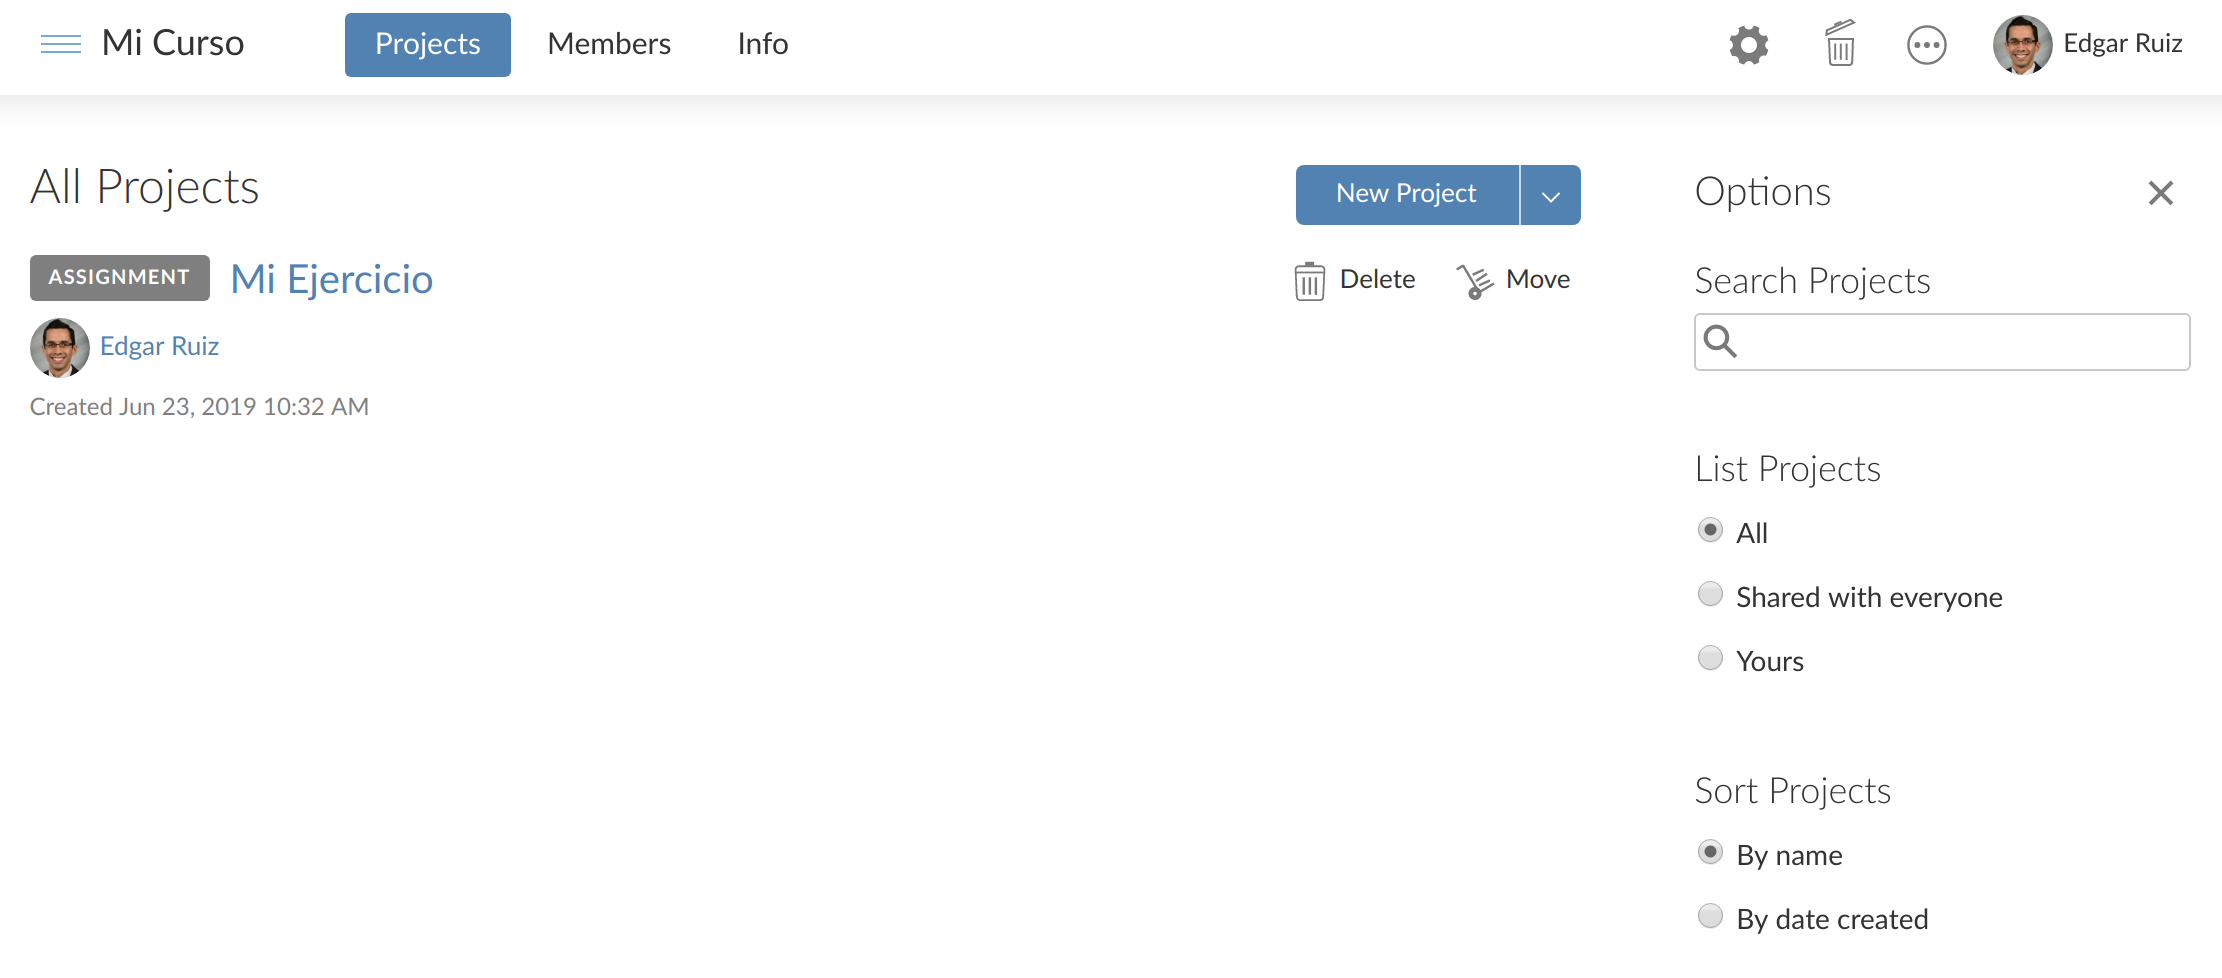 Mi Curso
Projects
Members
Info
Edgar Ruiz
All Projects
New Project
ASSIGNMENT Mi Ejercicio
Delete
Move
Edgar Ruiz
Created Jun 23, 2019 10:32 AM
Options
Search Projects
List Projects
All
Shared with everyone
Yours
Sort Projects
By name
By date created